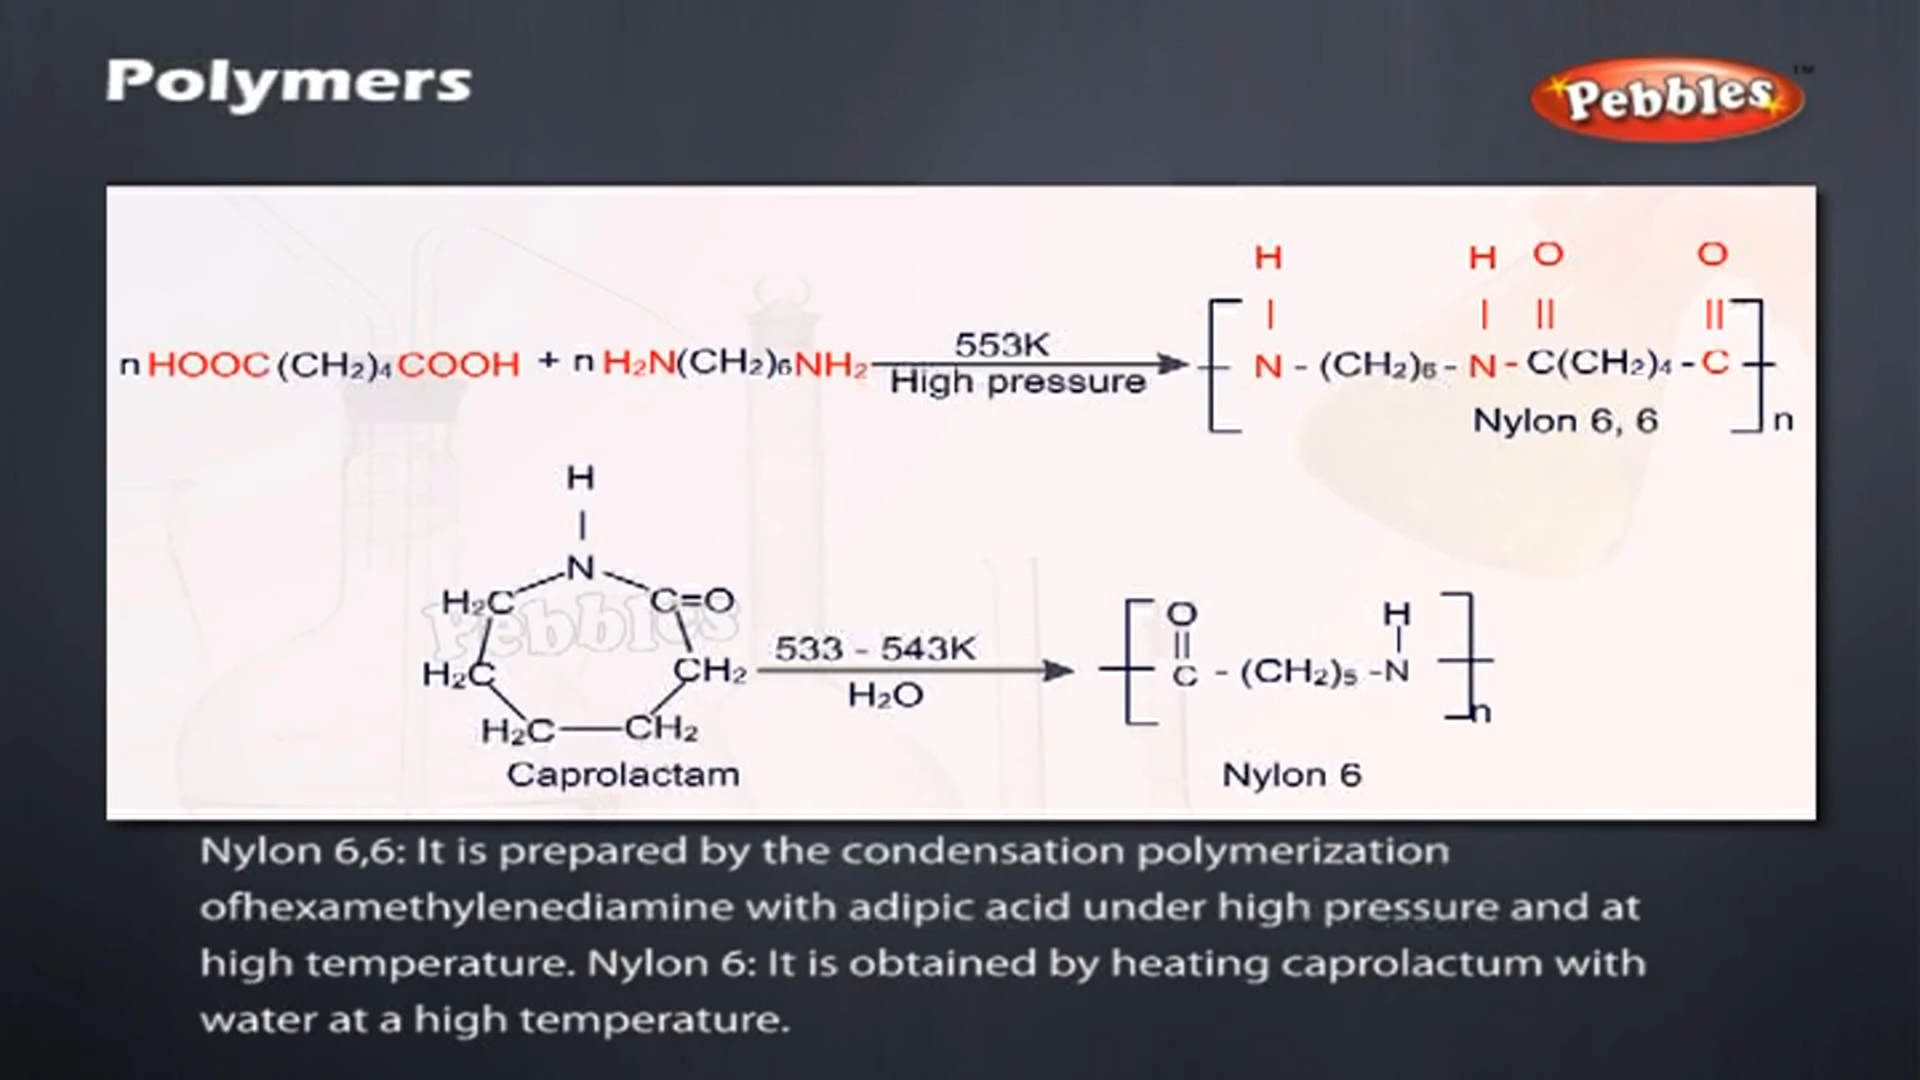 Polymers
Pebbles™
n HOOC(CH₂)₄COOH + n H₂N(CH₂)₆NH₂
553K
High pressure
H H O O
| | || ||
N - (CH₂)₆ - N - C(CH₂)₄ - C
n
Nylon 6, 6
H
N
H₂C C=O
H₂C CH₂
H₂C CH₂
Caprolactam
Pebbles
533 - 543K
H₂O
O H
|| |
C - (CH₂)₅ - N
n
Nylon 6
Nylon 6,6: It is prepared by the condensation polymerization
ofhexamethylenediamine with adipic acid under high pressure and at
high temperature. Nylon 6: It is obtained by heating caprolactum with
water at a high temperature.